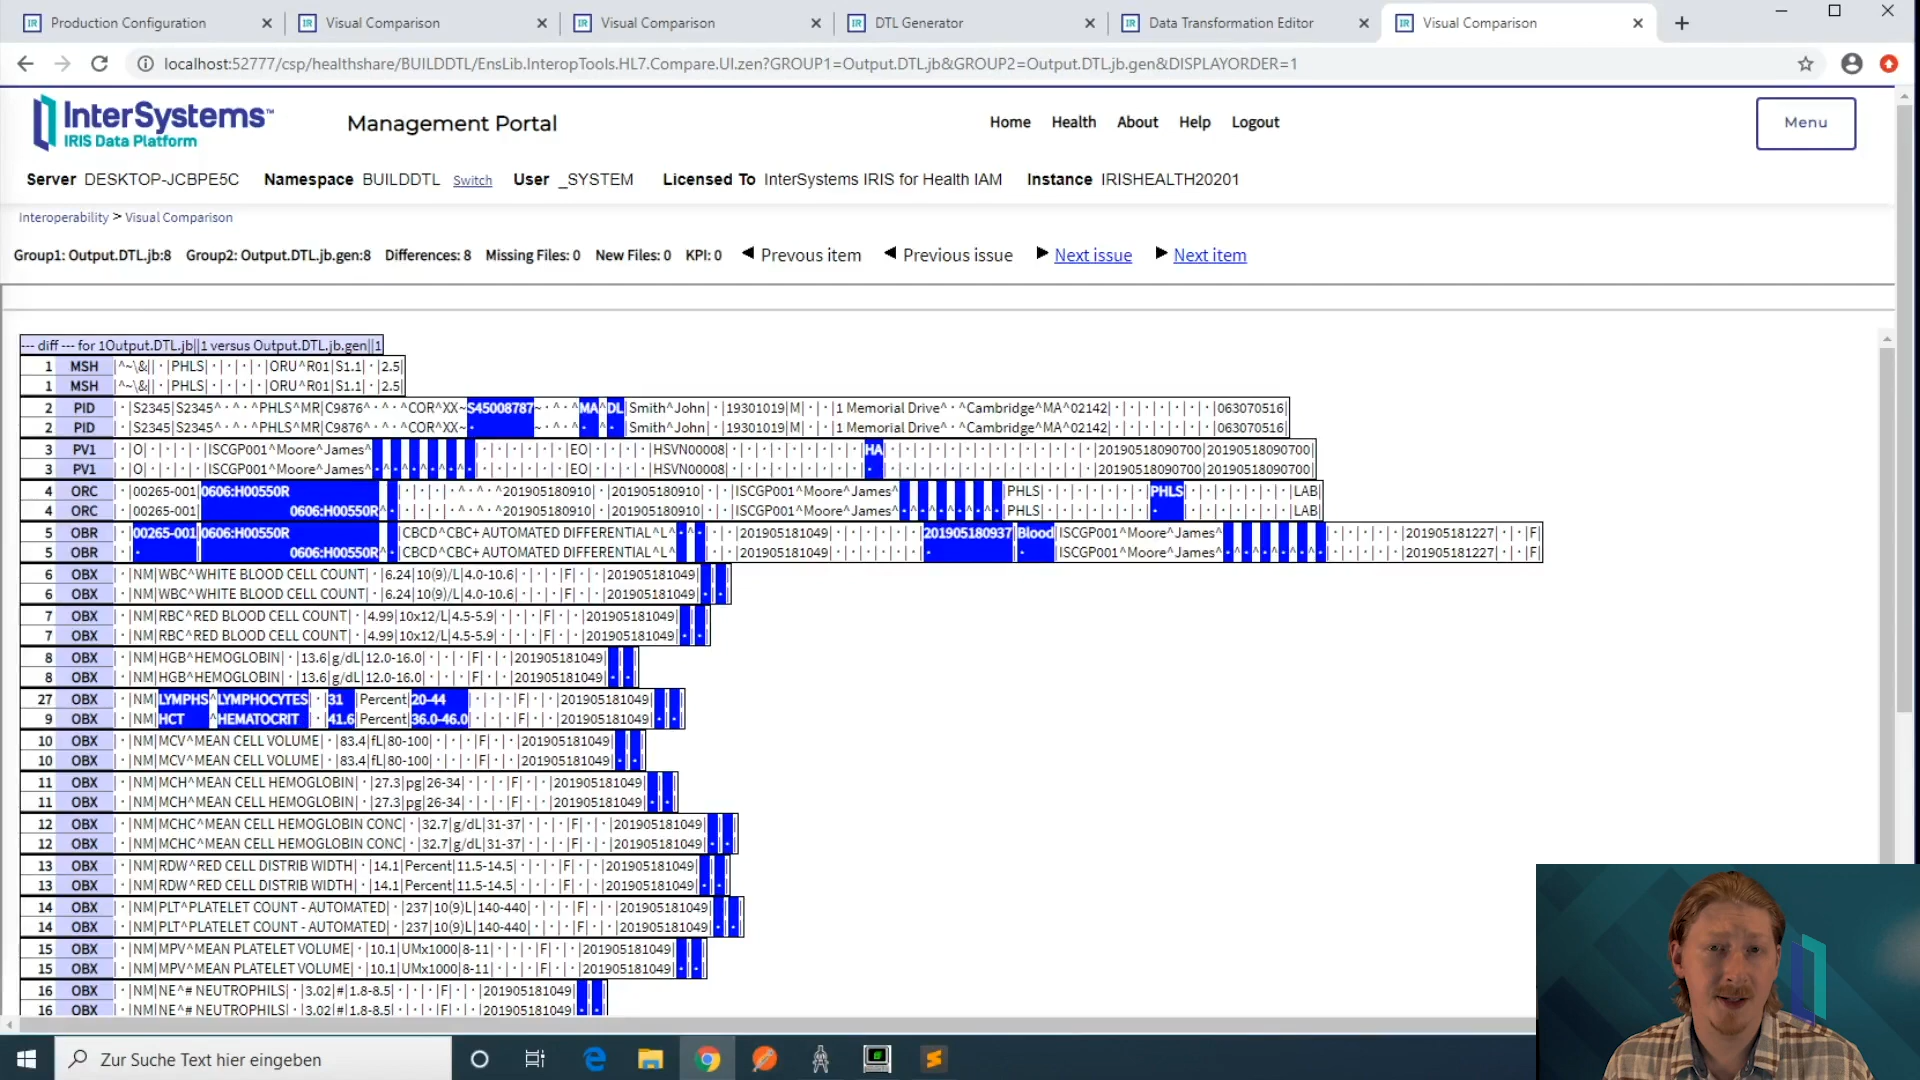 Production Configuration
Visual Comparison
Visual Comparison
DTL Generator
Data Transformation Editor
Visual Comparison
localhost:52777/csp/healthshare/BUILDDTL/EnsLib.InteropTools.HL7.Compare.UI.zen?GROUP1=Output.DTL.jb&GROUP2=Output.DTL.jb.gen&DISPLAYORDER=1
InterSystems™
IRIS Data Platform
Management Portal
Home Health About Help Logout
Menu
Server DESKTOP-JCBPE5C Namespace BUILDDTL Switch User _SYSTEM Licensed To InterSystems IRIS for Health IAM Instance IRISHEALTH20201
Interoperability > Visual Comparison
Group1: Output.DTL.jb:8 Group2: Output.DTL.jb.gen:8 Differences: 8 Missing Files: 0 New Files: 0 KPI: 0 Prevous item Previous issue Next issue Next item
--- diff --- for 1Output.DTL.jb||1 versus Output.DTL.jb.gen||1
1 MSH |^~\&|| · |PHLS| · | · | · |ORU^R01|S1.1| · |2.5|
1 MSH |^~\&|| · |PHLS| · | · | · |ORU^R01|S1.1| · |2.5|
2 PID | · |S2345|S2345^ · ^ · ^PHLS^MR|C9876^ · ^ · ^COR^XX~S45008787~ · ^ · ^MA^DL|Smith^John| · |19301019|M| · | · |1 Memorial Drive^ · ^Cambridge^MA^02142| · | · | · | · | · | · |063070516|
2 PID | · |S2345|S2345^ · ^ · ^PHLS^MR|C9876^ · ^ · ^COR^XX~ · ~ · ^ · ^ · ^ · |Smith^John| · |19301019|M| · | · |1 Memorial Drive^ · ^Cambridge^MA^02142| · | · | · | · | · | · |063070516|
3 PV1 | · |O| · | · | · | · |ISCGP001^Moore^James^ | · | · | · | · | · | · |EO| · | · | · |HSVN00008| · | · | · | · | · | · | · | · | · |HA| · | · | · | · | · | · | · | · | · | · | · | · | · | · |20190518090700|20190518090700|
3 PV1 | · |O| · | · | · | · |ISCGP001^Moore^James^ · ^ · ^ · ^ · ^ · ^ · | · | · | · | · | · | · |EO| · | · | · |HSVN00008| · | · | · | · | · | · | · | · | · | · | · | · | · | · | · | · | · | · | · | · | · | · | · | · |20190518090700|20190518090700|
4 ORC | · |00265-001|0606:H00550R | | · | · | · | · ^ · ^ · ^201905180910| · |201905180910| · | · |ISCGP001^Moore^James^ |PHLS| · | · | · | · | · | · | · |PHLS| · | · | · | · | · | · | · |LAB|
4 ORC | · |00265-001| 0606:H00550R^ · | · | · | · | · ^ · ^ · ^201905180910| · |201905180910| · | · |ISCGP001^Moore^James^ · ^ · ^ · ^ · ^ · ^ · |PHLS| · | · | · | · | · | · | · | · | · | · | · | · | · | · | · |LAB|
5 OBR |00265-001|0606:H00550R | |CBCD^CBC+ AUTOMATED DIFFERENTIAL^L^ ^ | · | · |201905181049| · | · | · | · | · | · |201905180937|Blood|ISCGP001^Moore^James^ | · | · | · | · | · |201905181227| · | · |F|
5 OBR | · | 0606:H00550R^ · |CBCD^CBC+ AUTOMATED DIFFERENTIAL^L^ · ^ · | · | · |201905181049| · | · | · | · | · | · | · | · |ISCGP001^Moore^James^ · ^ · ^ · ^ · ^ · ^ · | · | · | · | · | · |201905181227| · | · |F|
6 OBX | · |NM|WBC^WHITE BLOOD CELL COUNT| · |6.24|10(9)/L|4.0-10.6| · | · | · |F| · | · |201905181049| | |
6 OBX | · |NM|WBC^WHITE BLOOD CELL COUNT| · |6.24|10(9)/L|4.0-10.6| · | · | · |F| · | · |201905181049| · | · |
7 OBX | · |NM|RBC^RED BLOOD CELL COUNT| · |4.99|10x12/L|4.5-5.9| · | · | · |F| · | · |201905181049| | |
7 OBX | · |NM|RBC^RED BLOOD CELL COUNT| · |4.99|10x12/L|4.5-5.9| · | · | · |F| · | · |201905181049| · | · |
8 OBX | · |NM|HGB^HEMOGLOBIN| · |13.6|g/dL|12.0-16.0| · | · | · |F| · | · |201905181049| | |
8 OBX | · |NM|HGB^HEMOGLOBIN| · |13.6|g/dL|12.0-16.0| · | · | · |F| · | · |201905181049| · | · |
27 OBX | · |NM|LYMPHS^LYMPHOCYTES| · |31 |Percent|20-44 | · | · | · |F| · | · |201905181049| | |
9 OBX | · |NM|HCT ^HEMATOCRIT | · |41.6|Percent|36.0-46.0| · | · | · |F| · | · |201905181049| · | · |
10 OBX | · |NM|MCV^MEAN CELL VOLUME| · |83.4|fL|80-100| · | · | · |F| · | · |201905181049| | |
10 OBX | · |NM|MCV^MEAN CELL VOLUME| · |83.4|fL|80-100| · | · | · |F| · | · |201905181049| · | · |
11 OBX | · |NM|MCH^MEAN CELL HEMOGLOBIN| · |27.3|pg|26-34| · | · | · |F| · | · |201905181049| | |
11 OBX | · |NM|MCH^MEAN CELL HEMOGLOBIN| · |27.3|pg|26-34| · | · | · |F| · | · |201905181049| · | · |
12 OBX | · |NM|MCHC^MEAN CELL HEMOGLOBIN CONC| · |32.7|g/dL|31-37| · | · | · |F| · | · |201905181049| | |
12 OBX | · |NM|MCHC^MEAN CELL HEMOGLOBIN CONC| · |32.7|g/dL|31-37| · | · | · |F| · | · |201905181049| · | · |
13 OBX | · |NM|RDW^RED CELL DISTRIB WIDTH| · |14.1|Percent|11.5-14.5| · | · | · |F| · | · |201905181049| | |
13 OBX | · |NM|RDW^RED CELL DISTRIB WIDTH| · |14.1|Percent|11.5-14.5| · | · | · |F| · | · |201905181049| · | · |
14 OBX | · |NM|PLT^PLATELET COUNT - AUTOMATED| · |237|10(9)L|140-440| · | · | · |F| · | · |201905181049| | |
14 OBX | · |NM|PLT^PLATELET COUNT - AUTOMATED| · |237|10(9)L|140-440| · | · | · |F| · | · |201905181049| · | · |
15 OBX | · |NM|MPV^MEAN PLATELET VOLUME| · |10.1|UMx1000|8-11| · | · | · |F| · | · |201905181049| | |
15 OBX | · |NM|MPV^MEAN PLATELET VOLUME| · |10.1|UMx1000|8-11| · | · | · |F| · | · |201905181049| · | · |
16 OBX | · |NM|NE^# NEUTROPHILS| · |3.02|#|1.8-8.5| · | · | · |F| · | · |201905181049| | |
16 OBX | · |NM|NE^# NEUTROPHILS| · |3.02|#|1.8-8.5| · | · | · |F| · | · |201905181049| · | · |
Zur Suche Text hier eingeben